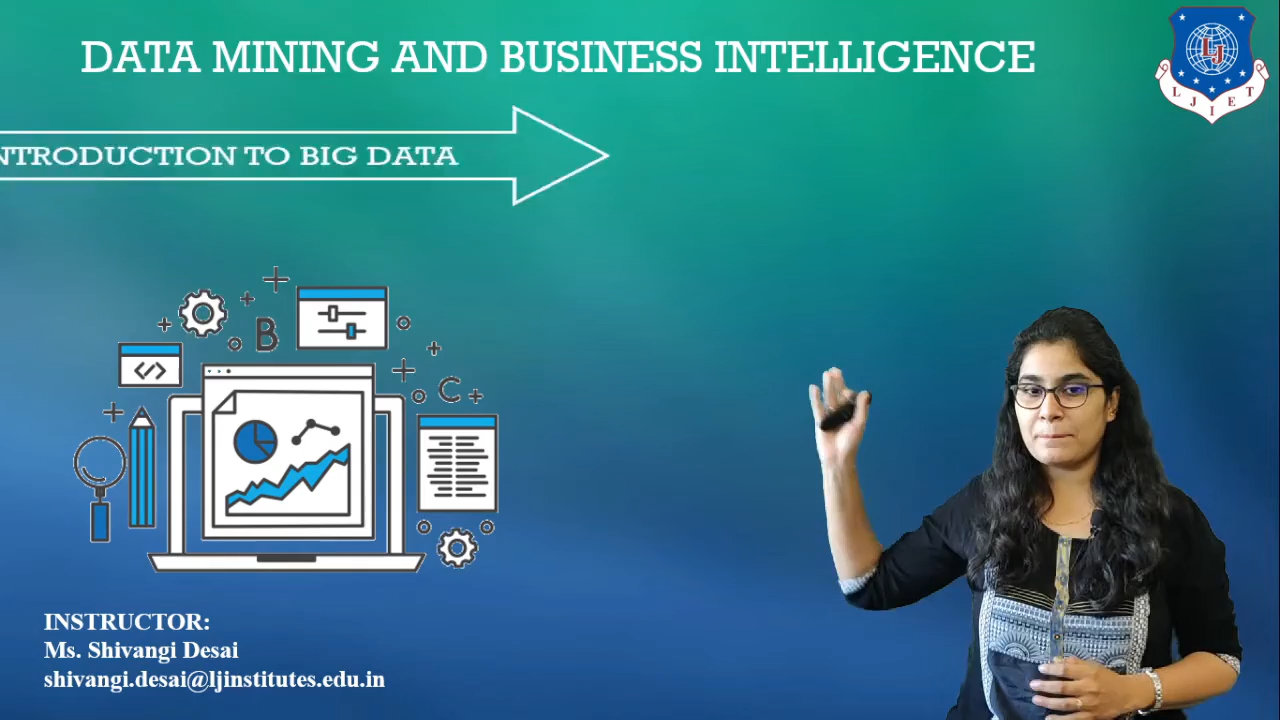 DATA MINING AND BUSINESS INTELLIGENCE
LJ
LJIET
NTRODUCTION TO BIG DATA
B
</>
C
INSTRUCTOR:
Ms. Shivangi Desai
shivangi.desai@ljinstitutes.edu.in